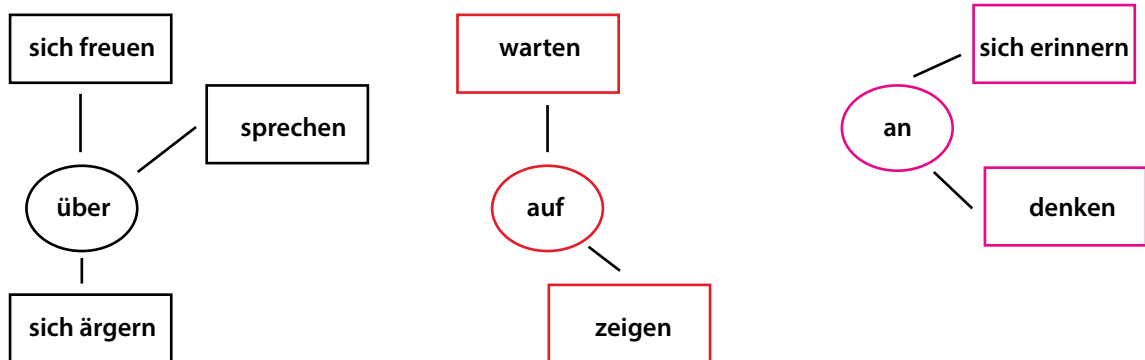 sich freuen
sprechen
über
sich ärgern
warten
auf
zeigen
sich erinnern
an
denken